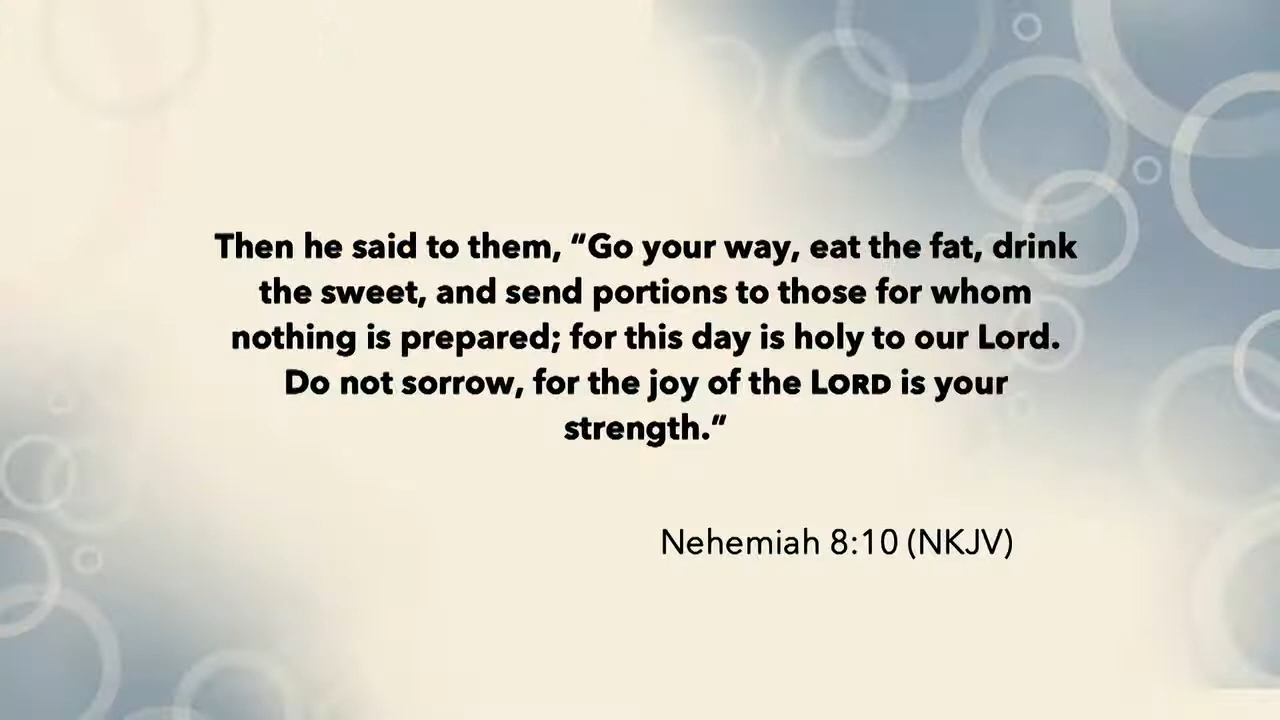 Then he said to them, “Go your way, eat the fat, drink
the sweet, and send portions to those for whom
nothing is prepared; for this day is holy to our Lord.
Do not sorrow, for the joy of the LORD is your
strength.”
Nehemiah 8:10 (NKJV)